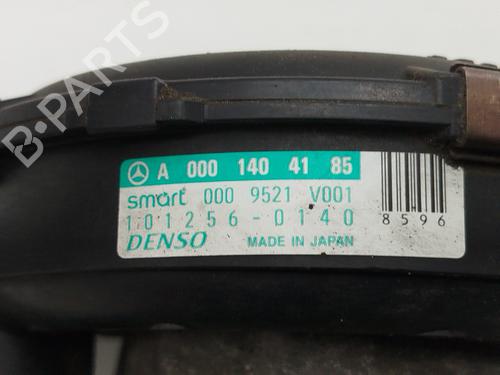 B-PARTS
A 000 140 41 85
smart 000 9521 V001
101256-0140
DENSO MADE IN JAPAN
8596